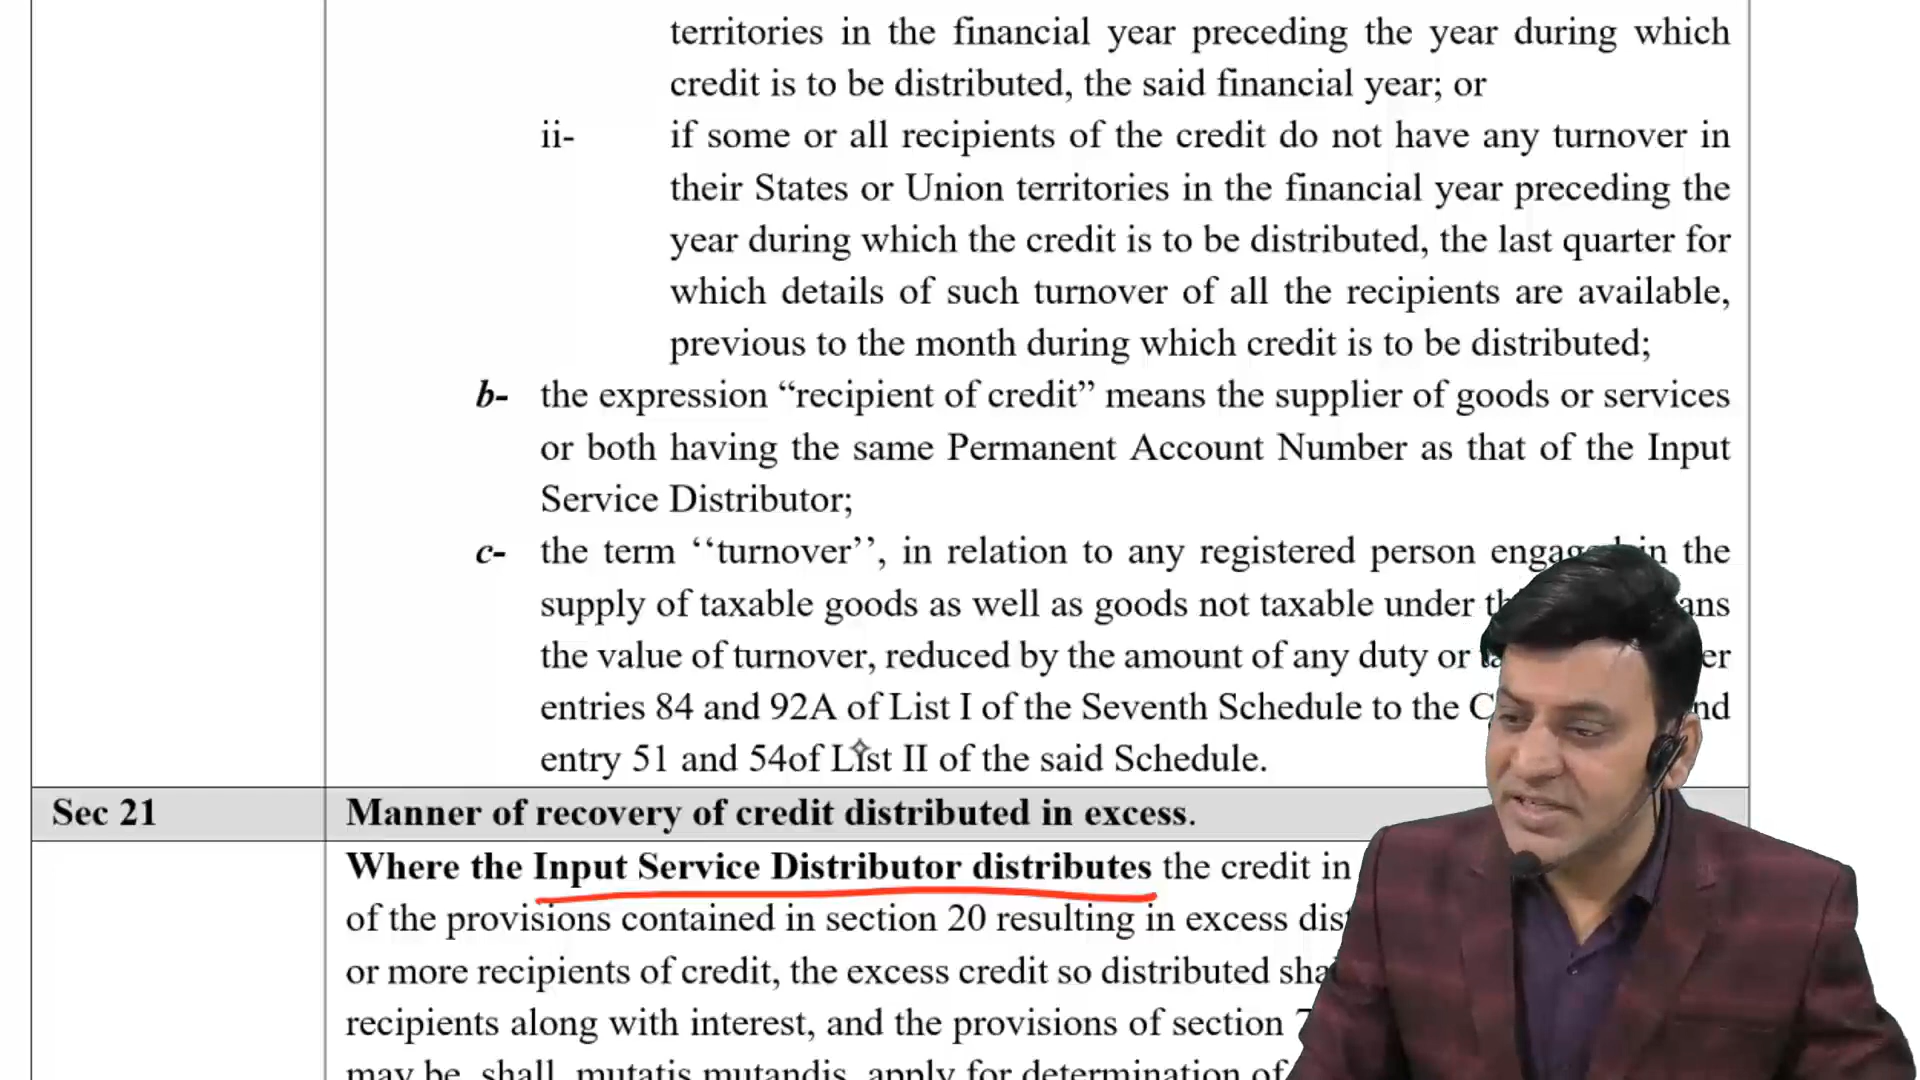 territories in the financial year preceding the year during which
credit is to be distributed, the said financial year; or
ii- if some or all recipients of the credit do not have any turnover in
their States or Union territories in the financial year preceding the
year during which the credit is to be distributed, the last quarter for
which details of such turnover of all the recipients are available,
previous to the month during which credit is to be distributed;
b- the expression “recipient of credit” means the supplier of goods or services
or both having the same Permanent Account Number as that of the Input
Service Distributor;
c- the term ‘‘turnover’’, in relation to any registered person engaged in the
supply of taxable goods as well as goods not taxable under
the value of turnover, reduced by the amount of any duty or
entries 84 and 92A of List I of the Seventh Schedule to the
entry 51 and 54of List II of the said Schedule.
Sec 21 Manner of recovery of credit distributed in excess.
Where the Input Service Distributor distributes the credit in
of the provisions contained in section 20 resulting in excess
or more recipients of credit, the excess credit so distributed
recipients along with interest, and the provisions of section
may be, shall, mutatis mutandis, apply for determination of